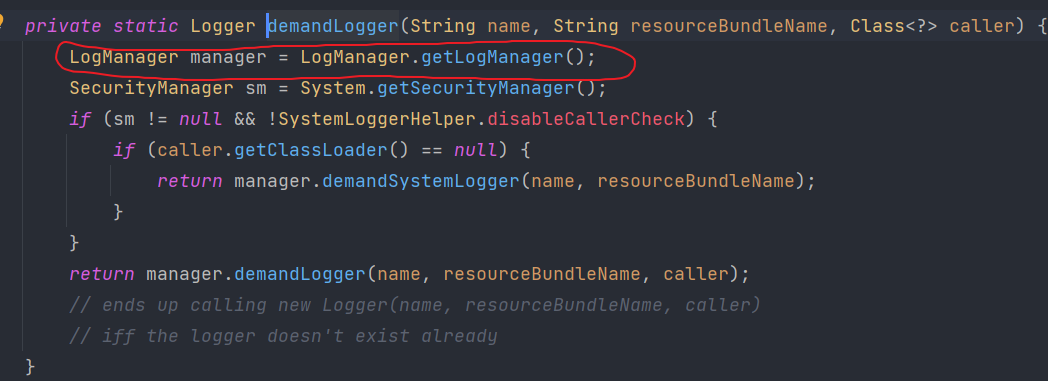 private static Logger demandLogger(String name, String resourceBundleName, Class<?> caller) {
LogManager manager = LogManager.getLogManager();
SecurityManager sm = System.getSecurityManager();
if (sm != null && !SystemLoggerHelper.disableCallerCheck) {
if (caller.getClassLoader() == null) {
return manager.demandSystemLogger(name, resourceBundleName);
}
}
return manager.demandLogger(name, resourceBundleName, caller);
// ends up calling new Logger(name, resourceBundleName, caller)
// iff the logger doesn't exist already
}